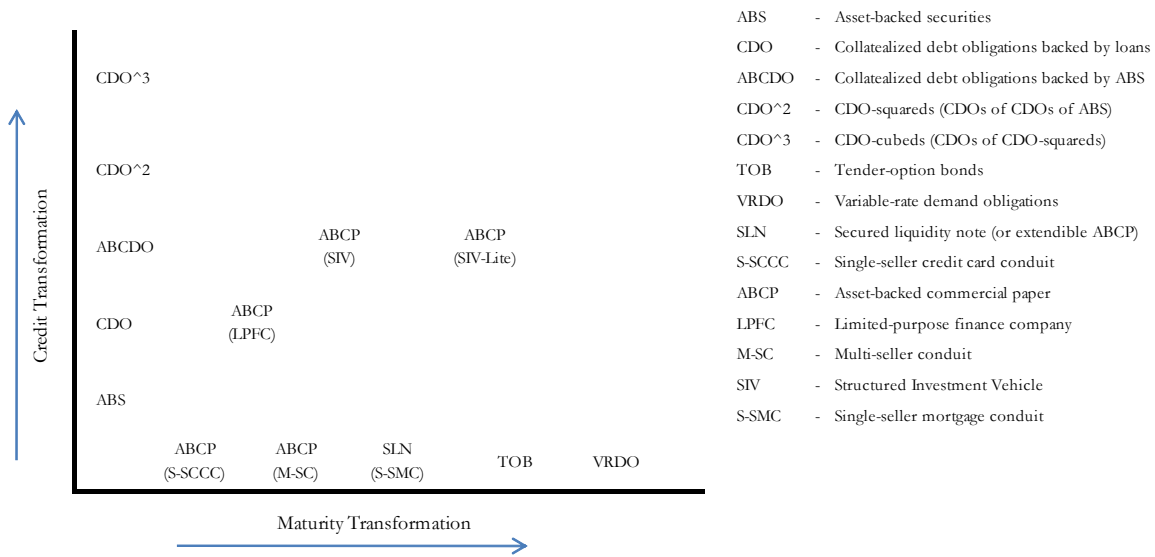 CDO^3
CDO^2
ABCDO
ABCP
(SIV)
ABCP
(SIV-Lite)
CDO
ABCP
(LPFC)
ABS
ABCP
(S-SCCC)
ABCP
(M-SC)
SLN
(S-SMC)
TOB
VRDO
Credit Transformation
Maturity Transformation
ABS - Asset-backed securities
CDO - Collatealized debt obligations backed by loans
ABCDO - Collatealized debt obligations backed by ABS
CDO^2 - CDO-squareds (CDOs of CDOs of ABS)
CDO^3 - CDO-cubeds (CDOs of CDO-squareds)
TOB - Tender-option bonds
VRDO - Variable-rate demand obligations
SLN - Secured liquidity note (or extendible ABCP)
S-SCCC - Single-seller credit card conduit
ABCP - Asset-backed commercial paper
LPFC - Limited-purpose finance company
M-SC - Multi-seller conduit
SIV - Structured Investment Vehicle
S-SMC - Single-seller mortgage conduit